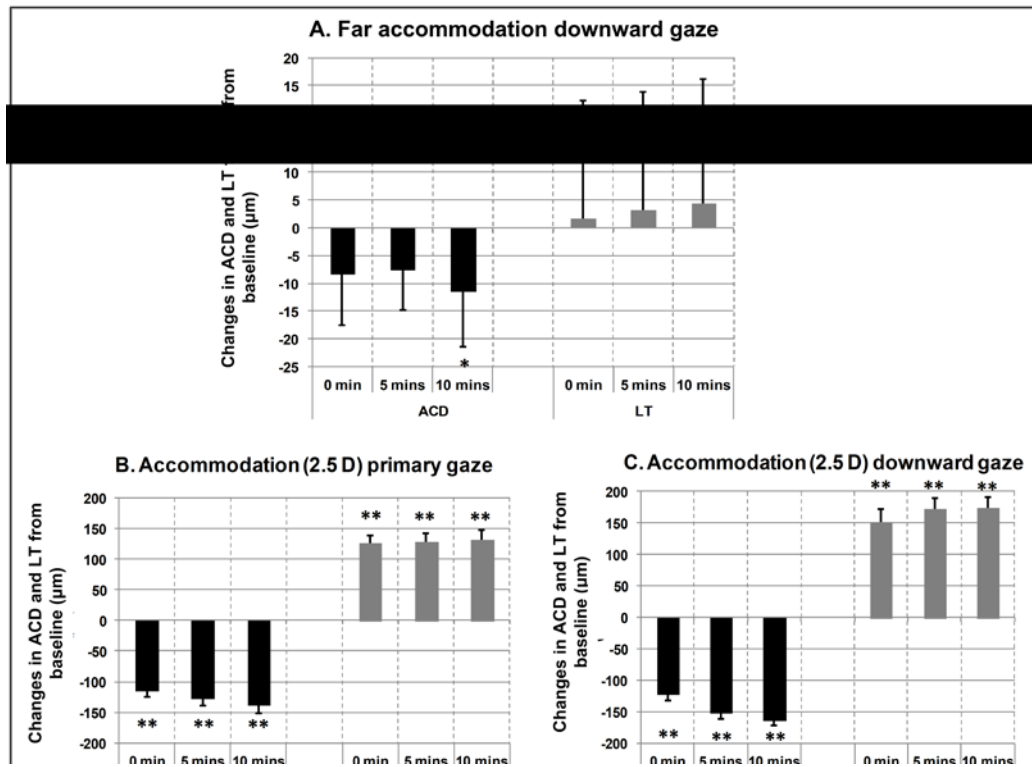 A. Far accommodation downward gaze
20
15
10
5
0
-5
-10
-15
-20
-25
Changes in ACD and LT from
baseline (µm)
*
0 min 5 mins 10 mins 0 min 5 mins 10 mins
ACD LT
B. Accommodation (2.5 D) primary gaze
200
150
100
50
0
-50
-100
-150
-200
Changes in ACD and LT from
baseline (µm)
** ** **
** ** **
0 min 5 mins 10 mins 0 min 5 mins 10 mins
C. Accommodation (2.5 D) downward gaze
200
150
100
50
0
-50
-100
-150
-200
Changes in ACD and LT from
baseline (µm)
** ** **
** ** **
0 min 5 mins 10 mins 0 min 5 mins 10 mins